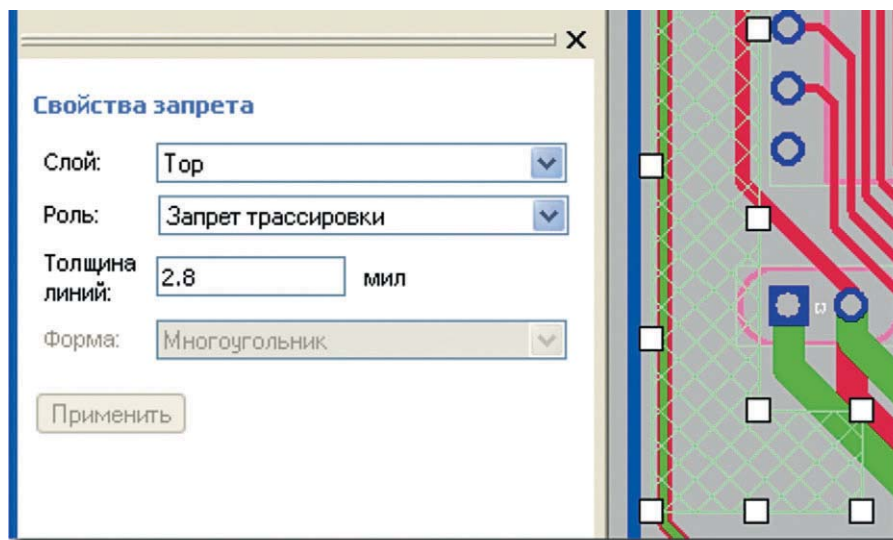 Свойства запрета
Слой: Top
Роль: Запрет трассировки
Толщина
линий: 2.8 мил
Форма: Многоугольник
Применить